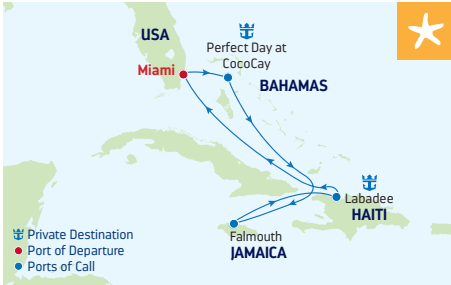 USA
Perfect Day at
CocoCay
Miami
BAHAMAS
Labadee
HAITI
Falmouth
JAMAICA
Private Destination
Port of Departure
Ports of Call